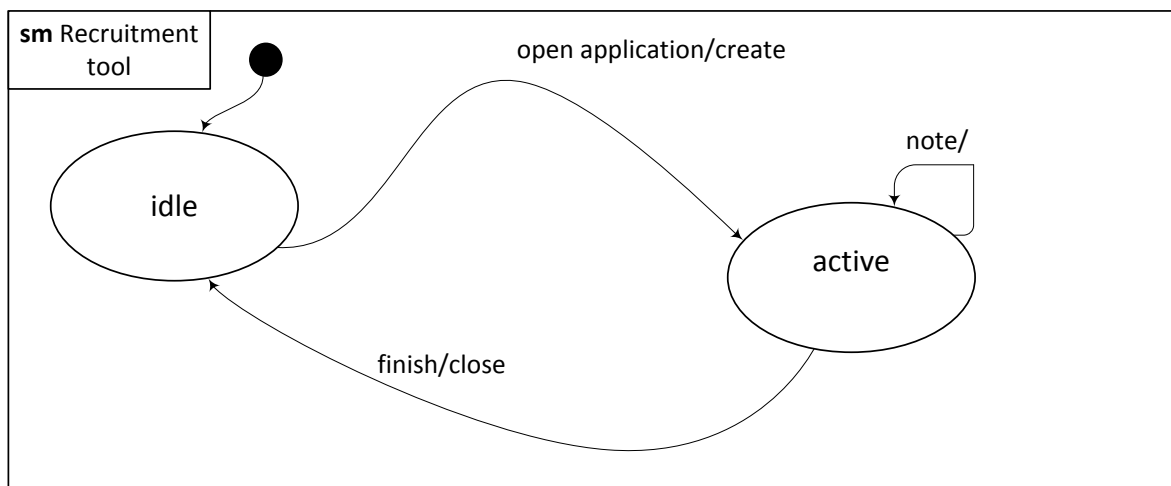 sm Recruitment
tool
open application/create
note/
idle
active
finish/close